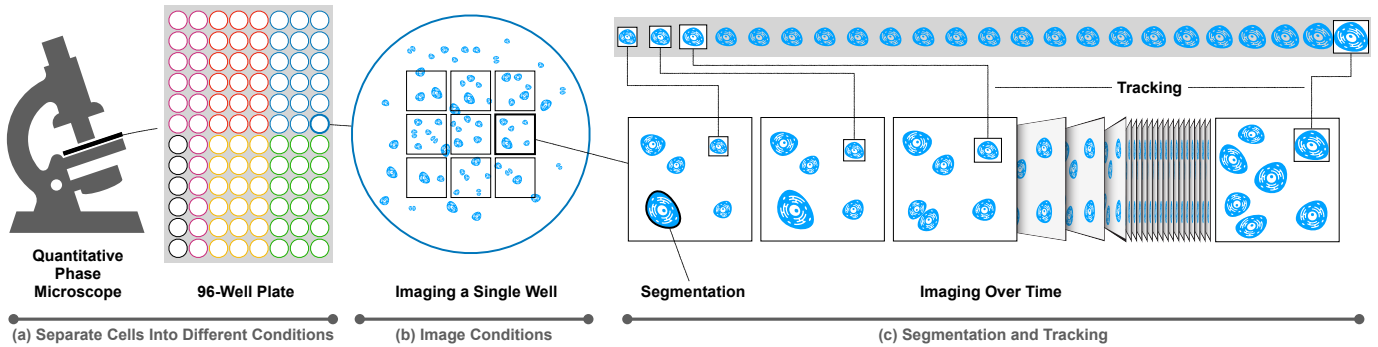 Tracking
Quantitative
Phase
Microscope
96-Well Plate
Imaging a Single Well
Segmentation
Imaging Over Time
(a) Separate Cells Into Different Conditions
(b) Image Conditions
(c) Segmentation and Tracking